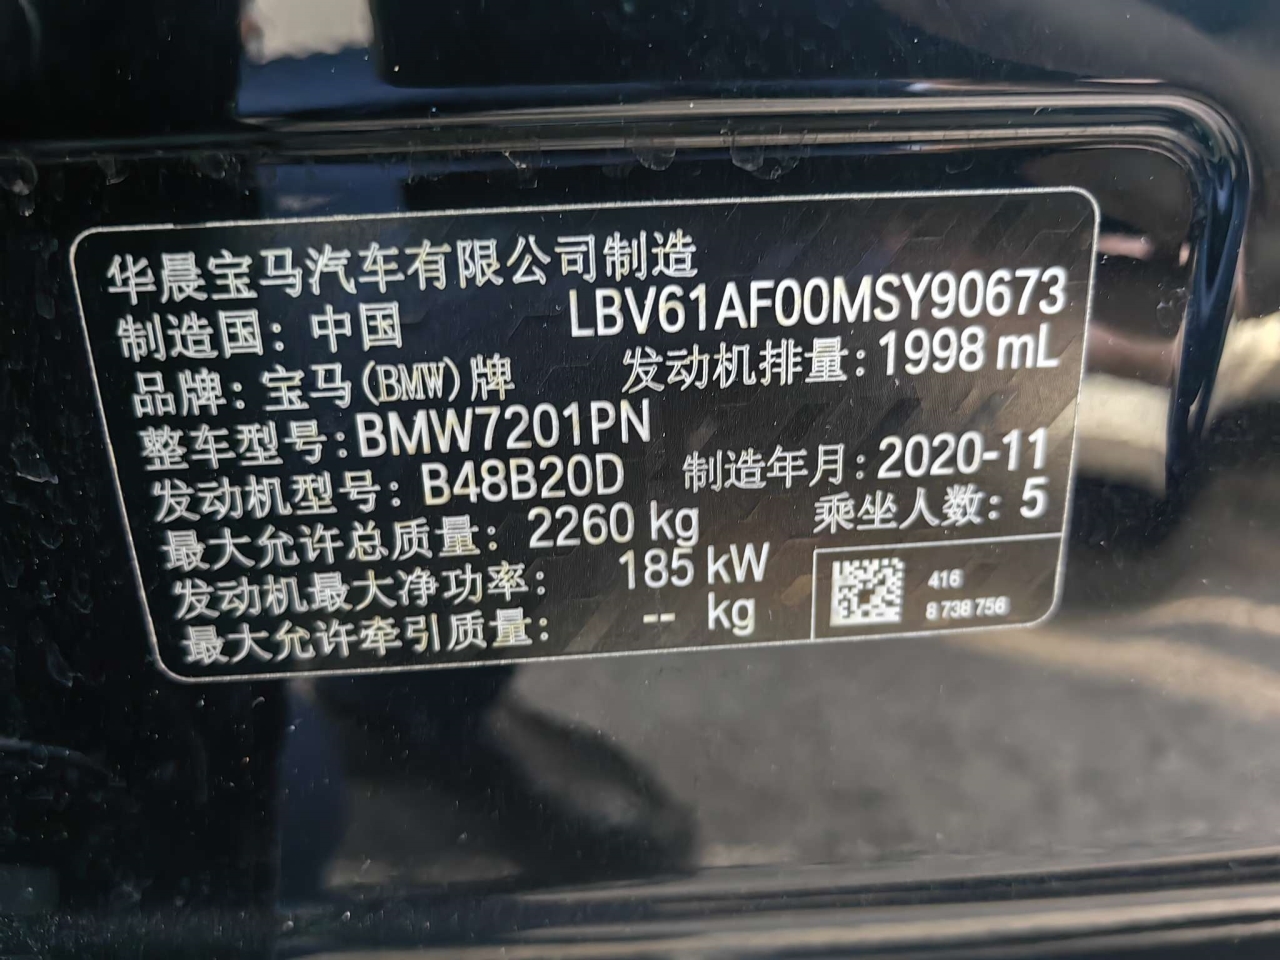 华晨宝马汽车有限公司制造
制造国：中国 LBV61AF00MSY90673
品牌：宝马(BMW)牌 发动机排量：1998 mL
整车型号：BMW7201PN
发动机型号：B48B20D 制造年月：2020-11
最大允许总质量：2260 kg 乘坐人数：5
发动机最大净功率：185 kW
最大允许牵引质量：-- kg
416
8 738 756